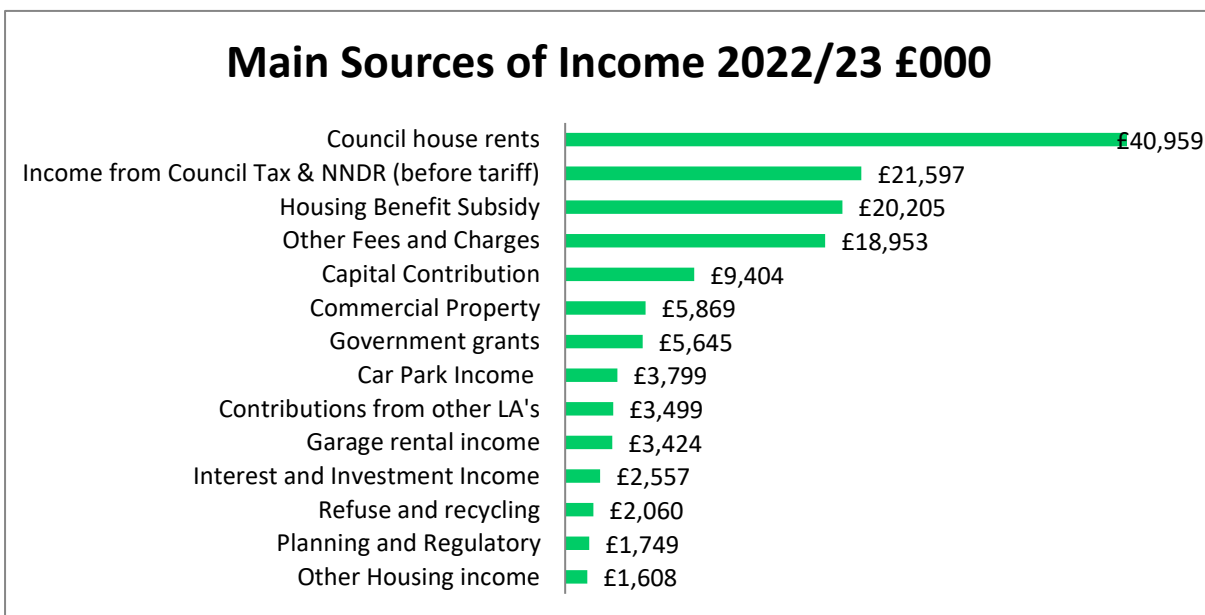 Main Sources of Income 2022/23 £000
Council house rents £40,959
Income from Council Tax & NNDR (before tariff) £21,597
Housing Benefit Subsidy £20,205
Other Fees and Charges £18,953
Capital Contribution £9,404
Commercial Property £5,869
Government grants £5,645
Car Park Income £3,799
Contributions from other LA's £3,499
Garage rental income £3,424
Interest and Investment Income £2,557
Refuse and recycling £2,060
Planning and Regulatory £1,749
Other Housing income £1,608